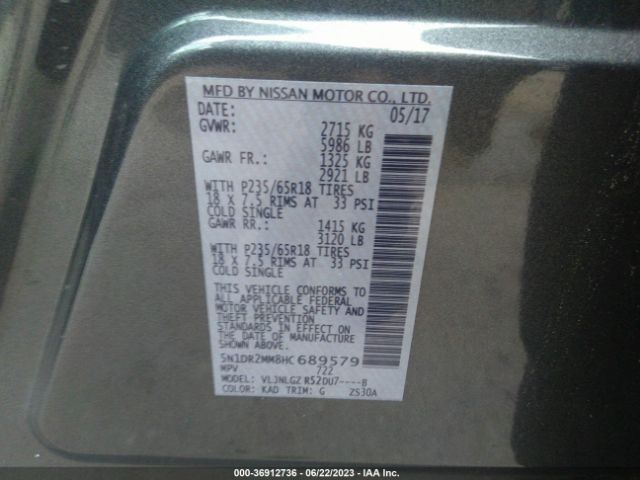 MFD BY NISSAN MOTOR CO., LTD.
DATE: 05/17
GVWR: 2715 KG
5986 LB
GAWR FR.: 1325 KG
2921 LB
WITH P235/65R18 TIRES
18 X 7.5 RIMS AT 33 PSI
COLD SINGLE
GAWR RR.: 1415 KG
3120 LB
WITH P235/65R18 TIRES
18 X 7.5 RIMS AT 33 PSI
COLD SINGLE
THIS VEHICLE CONFORMS TO
ALL APPLICABLE FEDERAL
MOTOR VEHICLE SAFETY AND
THEFT PREVENTION
STANDARDS IN EFFECT ON
THE DATE OF MANUFACTURE
SHOWN ABOVE.
5N1DR2MM8HC 689579
MPV 722
MODEL: VLJNLGZ R52DU7----B
COLOR: KAD TRIM: G ZS30A
000-36912736 - 06/22/2023 - IAA Inc.